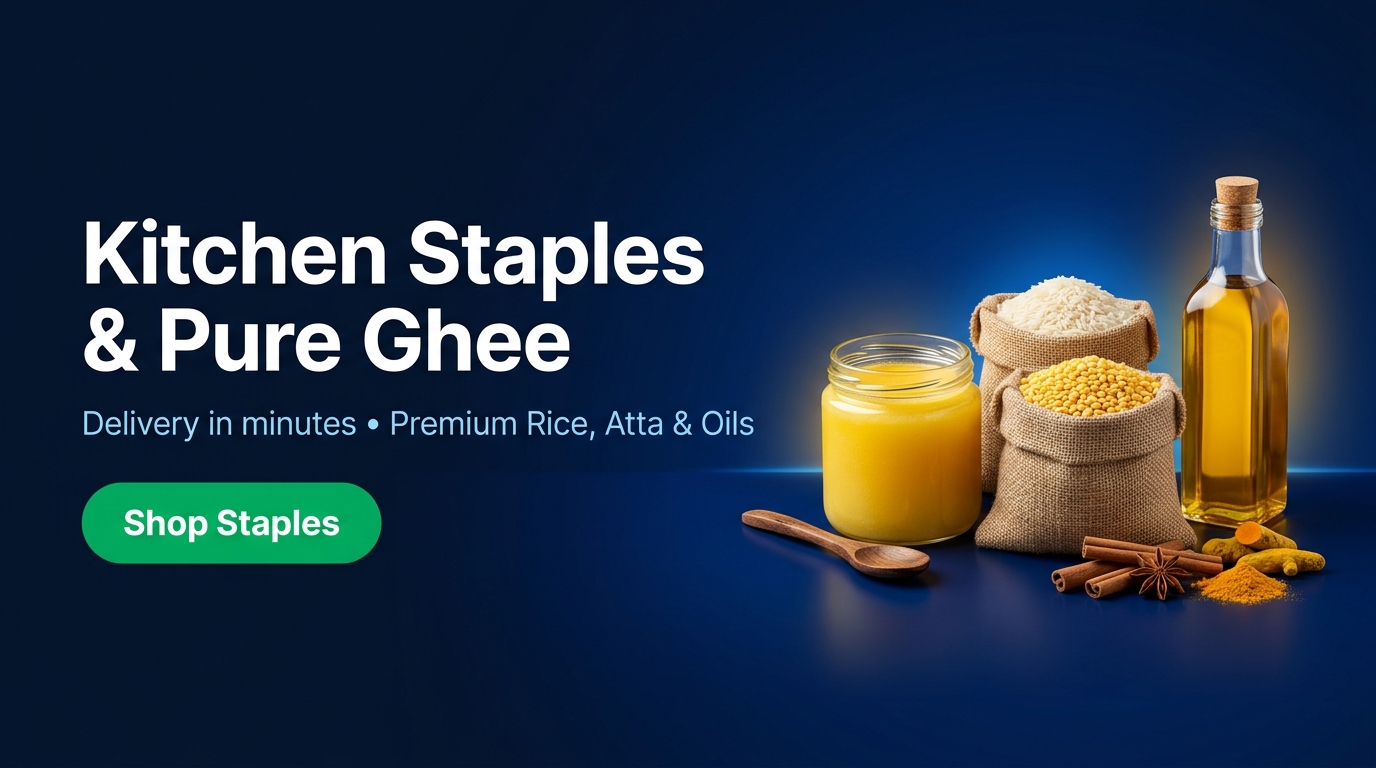 Kitchen Staples
& Pure Ghee
Delivery in minutes • Premium Rice, Atta & Oils
Shop Staples